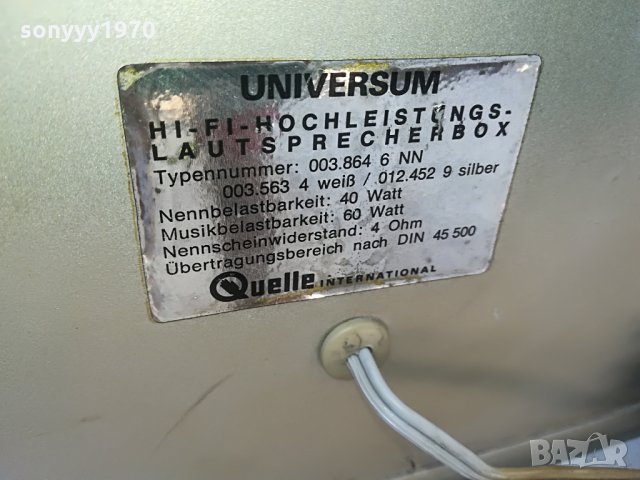 sonyyy1970
UNIVERSUM
HI-FI-HOCHLEISTUNGS-
LAUTSPRECHERBOX
Typennummer: 003.864 6 NN
003.563 4 weiß / 012.452 9 silber
Nennbelastbarkeit: 40 Watt
Musikbelastbarkeit: 60 Watt
Nennscheinwiderstand: 4 Ohm
Übertragungsbereich nach DIN 45 500
Quelle INTERNATIONAL
BAZAR